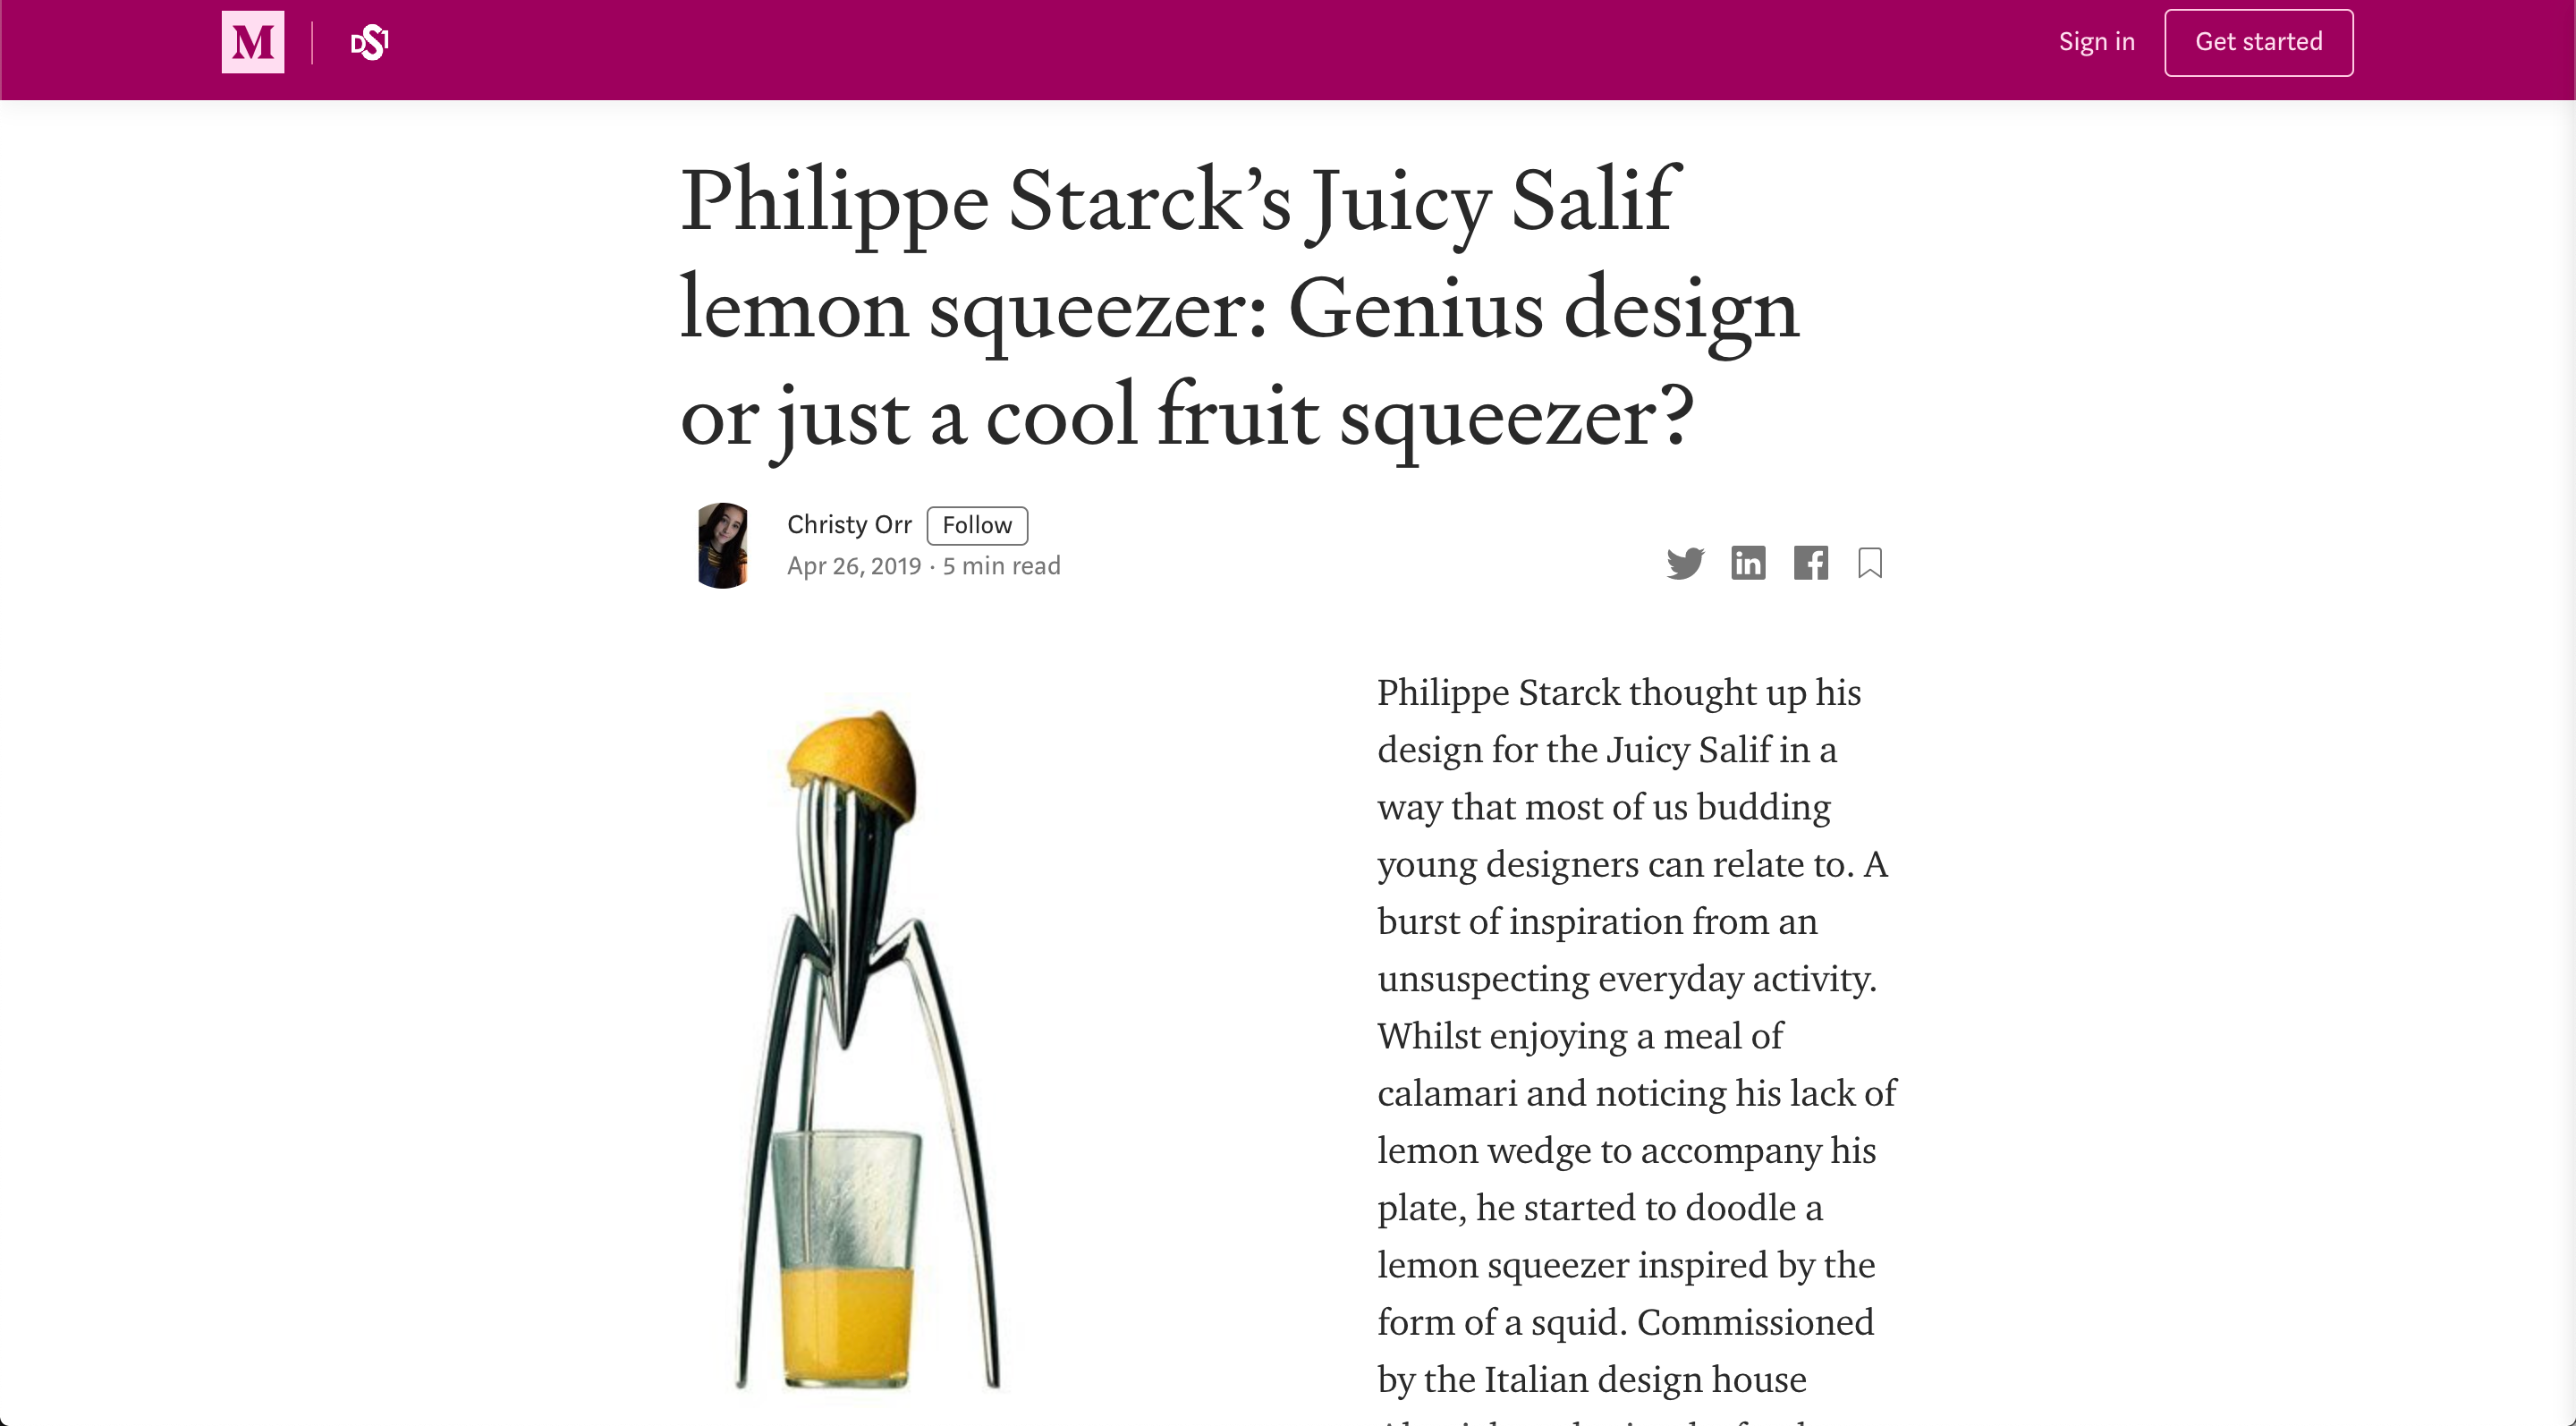 M
DSI
Sign in
Get started
Philippe Starck’s Juicy Salif
lemon squeezer: Genius design
or just a cool fruit squeezer?
Christy Orr
Follow
Apr 26, 2019 · 5 min read
Philippe Starck thought up his
design for the Juicy Salif in a
way that most of us budding
young designers can relate to. A
burst of inspiration from an
unsuspecting everyday activity.
Whilst enjoying a meal of
calamari and noticing his lack of
lemon wedge to accompany his
plate, he started to doodle a
lemon squeezer inspired by the
form of a squid. Commissioned
by the Italian design house